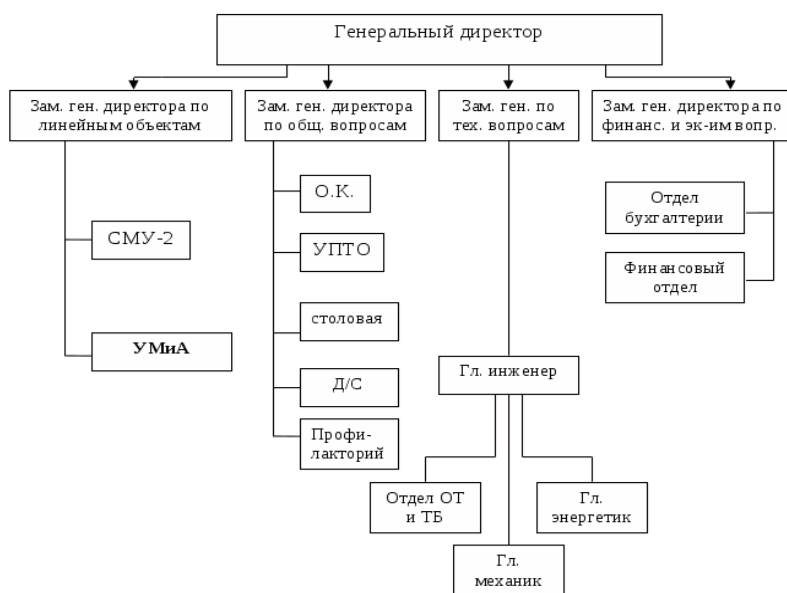 Генеральный директор
Зам. ген. директора по
линейным объектам
Зам. ген. директора
по общ. вопросам
Зам. ген. по
тех. вопросам
Зам. ген. директора по
финанс. и эк-им вопр.
СМУ-2
УМиА
О.К.
УПТО
столовая
Д/С
Профи-
лакторий
Гл. инженер
Отдел ОТ
и ТБ
Гл.
механик
Гл.
энергетик
Отдел
бухгалтерии
Финансовый
отдел